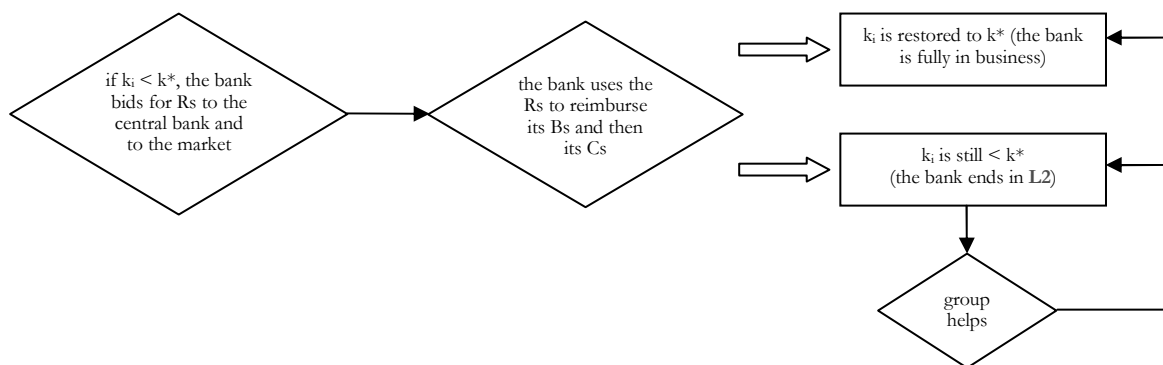 if kᵢ < k*, the bank
bids for Rs to the
central bank and
to the market
the bank uses the
Rs to reimburse
its Bs and then
its Cs
kᵢ is restored to k* (the bank
is fully in business)
kᵢ is still < k*
(the bank ends in L2)
group
helps